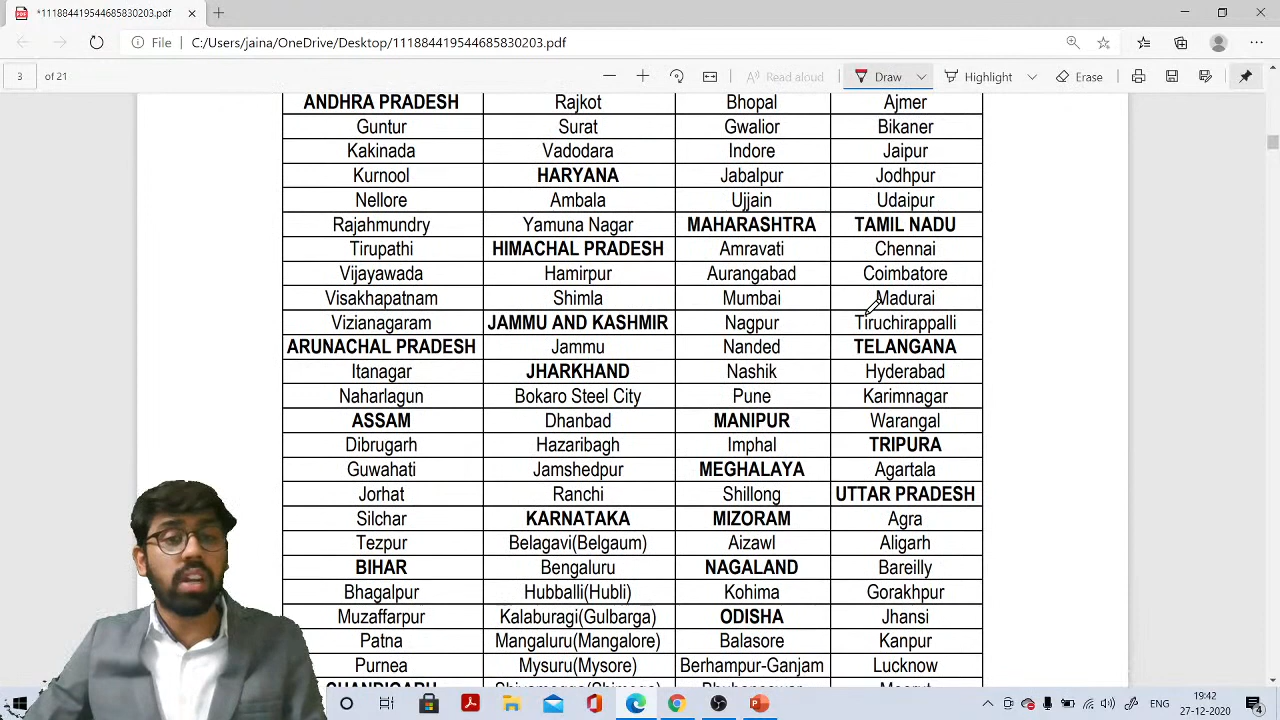 *111884419544685830203.pdf
File
C:/Users/jaina/OneDrive/Desktop/111884419544685830203.pdf
3 of 21
Read aloud Draw Highlight Erase
ANDHRA PRADESH Rajkot Bhopal Ajmer
Guntur Surat Gwalior Bikaner
Kakinada Vadodara Indore Jaipur
Kurnool HARYANA Jabalpur Jodhpur
Nellore Ambala Ujjain Udaipur
Rajahmundry Yamuna Nagar MAHARASHTRA TAMIL NADU
Tirupathi HIMACHAL PRADESH Amravati Chennai
Vijayawada Hamirpur Aurangabad Coimbatore
Visakhapatnam Shimla Mumbai Madurai
Vizianagaram JAMMU AND KASHMIR Nagpur Tiruchirappalli
ARUNACHAL PRADESH Jammu Nanded TELANGANA
Itanagar JHARKHAND Nashik Hyderabad
Naharlagun Bokaro Steel City Pune Karimnagar
ASSAM Dhanbad MANIPUR Warangal
Dibrugarh Hazaribagh Imphal TRIPURA
Guwahati Jamshedpur MEGHALAYA Agartala
Jorhat Ranchi Shillong UTTAR PRADESH
Silchar KARNATAKA MIZORAM Agra
Tezpur Belagavi(Belgaum) Aizawl Aligarh
BIHAR Bengaluru NAGALAND Bareilly
Bhagalpur Hubballi(Hubli) Kohima Gorakhpur
Muzaffarpur Kalaburagi(Gulbarga) ODISHA Jhansi
Patna Mangaluru(Mangalore) Balasore Kanpur
Purnea Mysuru(Mysore) Berhampur-Ganjam Lucknow
19:42
27-12-2020
4